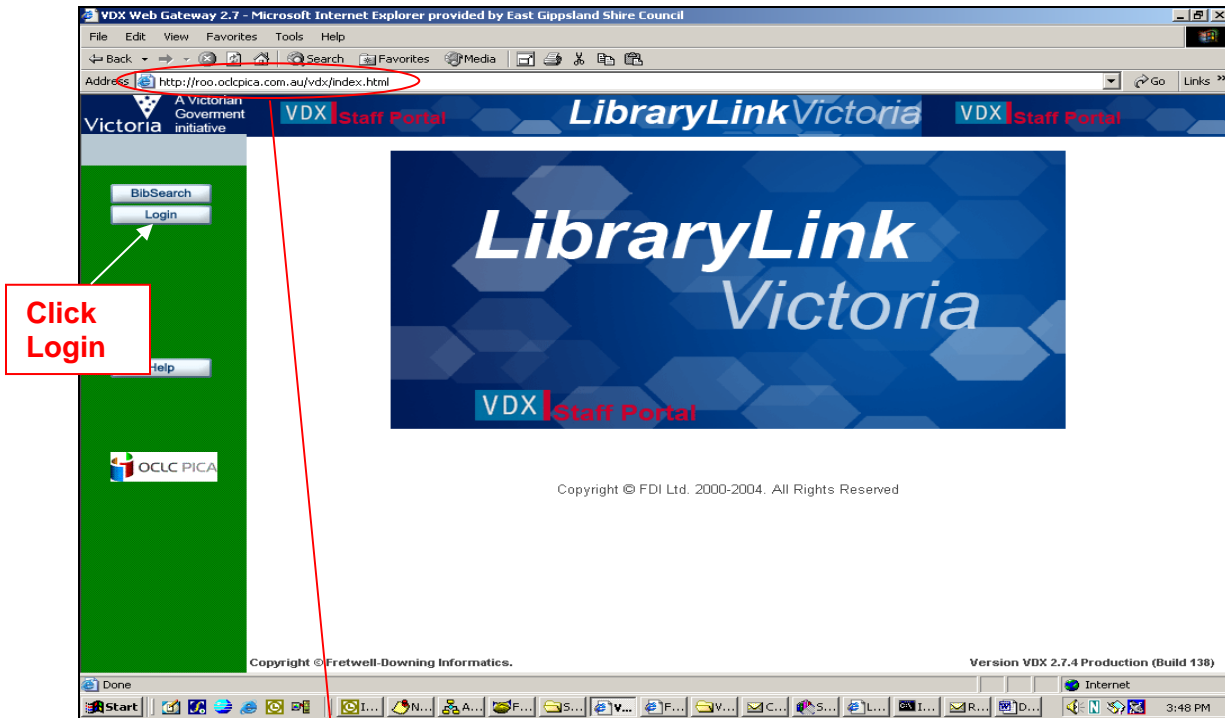 VDX Web Gateway 2.7 - Microsoft Internet Explorer provided by East Gippsland Shire Council
File Edit View Favorites Tools Help
Back Search Favorites Media
Address http://roo.oclcpica.com.au/vdx/index.html Go Links »
Victoria
A Victorian
Goverment
initiative
VDX Staff Portal
LibraryLinkVictoria
VDX Staff Portal
BibSearch
Login
Click
Login
Help
OCLC PICA
LibraryLink
Victoria
VDX Staff Portal
Copyright © FDI Ltd. 2000-2004. All Rights Reserved
Copyright © Fretwell-Downing Informatics.
Version VDX 2.7.4 Production (Build 138)
Done Internet
Start I... N... A... F... S... V... F... V... C... S... L... I... R... D... 3:48 PM